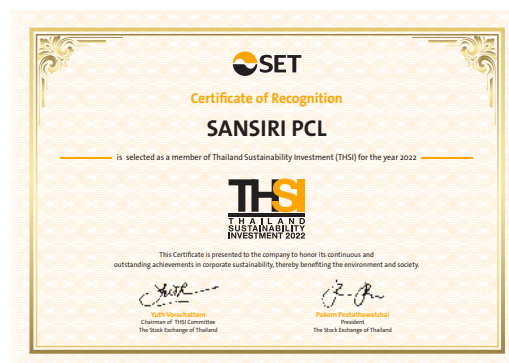 SET
Certificate of Recognition
SANSIRI PCL
is selected as a member of Thailand Sustainability Investment (THSI) for the year 2022
THSI
THAILAND
SUSTAINABILITY
INVESTMENT 2022
This Certificate is presented to the company to honor its continuous and
outstanding achievements in corporate sustainability, thereby benefiting the environment and society.
Yuth Vorachattarn
Chairman of THSI Committee
The Stock Exchange of Thailand
Pakorn Peetathawatchai
President
The Stock Exchange of Thailand